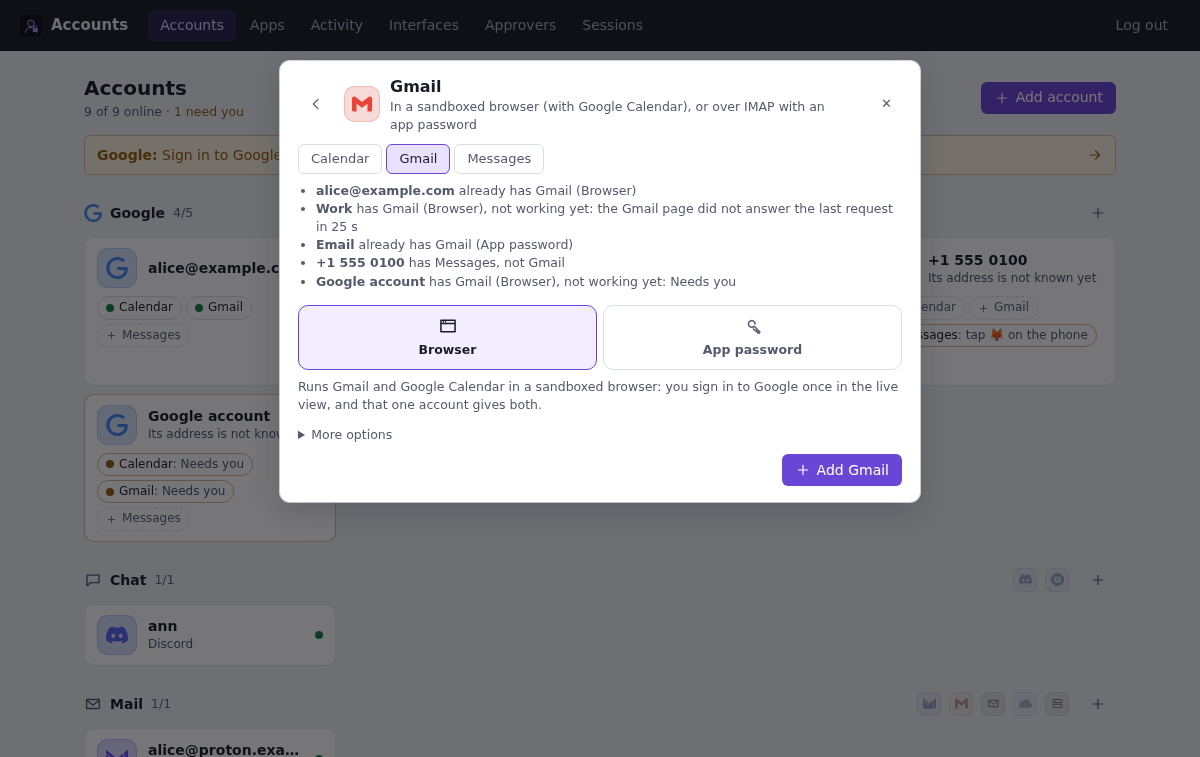 Accounts
Accounts
Apps
Activity
Interfaces
Approvers
Sessions
Log out
Accounts
9 of 9 online · 1 need you
Add account
Google: Sign in to Google
Google 4/5
alice@example.c
Calendar
Gmail
+ Messages
+1 555 0100
Its address is not known yet
endar
+ Gmail
ssages: tap 🦊 on the phone
Google account
Its address is not know
Calendar: Needs you
Gmail: Needs you
+ Messages
Gmail
In a sandboxed browser (with Google Calendar), or over IMAP with an
app password
Calendar
Gmail
Messages
• alice@example.com already has Gmail (Browser)
• Work has Gmail (Browser), not working yet: the Gmail page did not answer the last request
in 25 s
• Email already has Gmail (App password)
• +1 555 0100 has Messages, not Gmail
• Google account has Gmail (Browser), not working yet: Needs you
Browser
App password
Runs Gmail and Google Calendar in a sandboxed browser: you sign in to Google once in the live
view, and that one account gives both.
More options
+ Add Gmail
Chat 1/1
ann
Discord
Mail 1/1
alice@proton.exa…